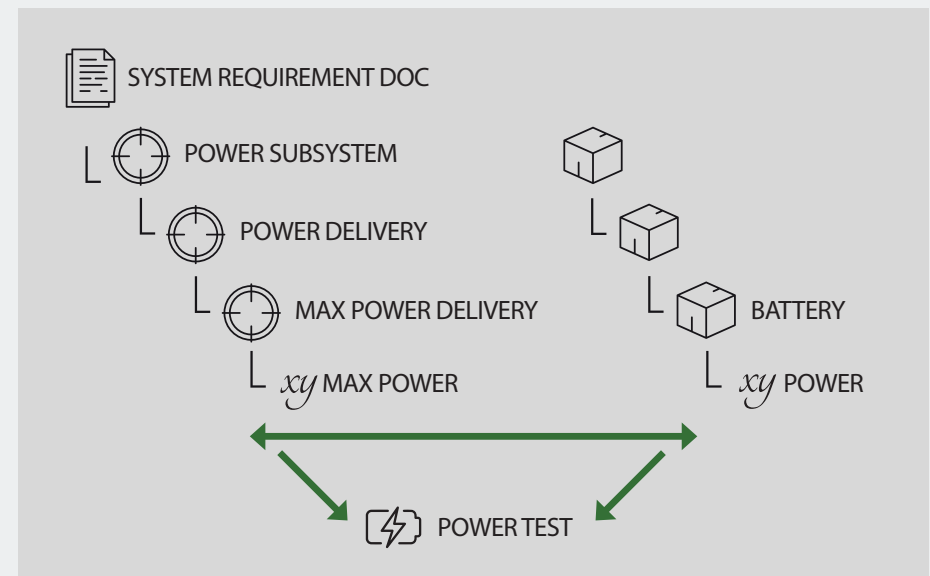 SYSTEM REQUIREMENT DOC
POWER SUBSYSTEM
POWER DELIVERY
MAX POWER DELIVERY
BATTERY
xy MAX POWER
xy POWER
POWER TEST